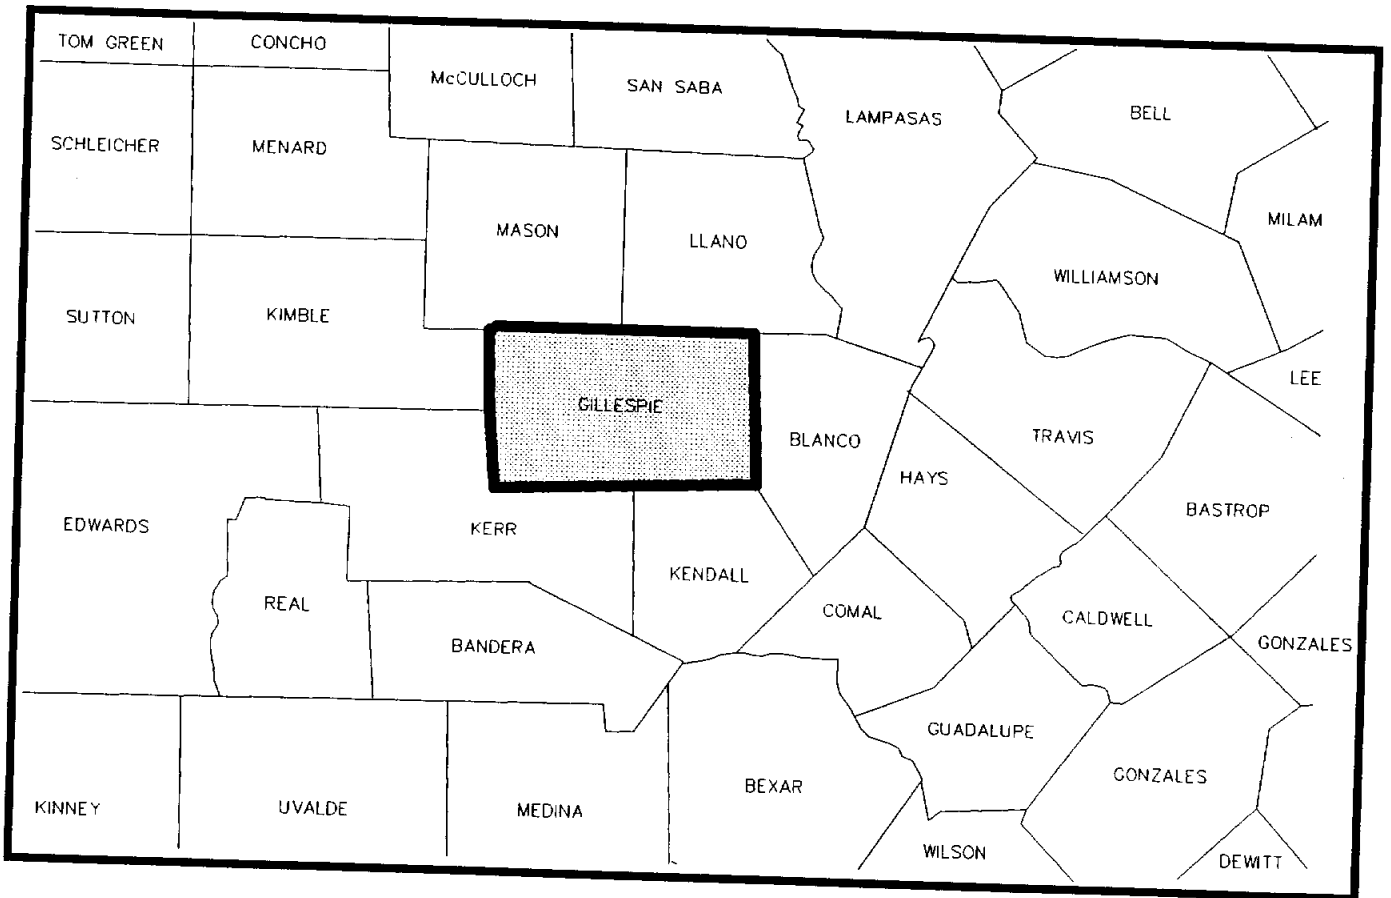 TOM GREEN
CONCHO
McCULLOCH
SAN SABA
LAMPASAS
BELL
SCHLEICHER
MENARD
MASON
LLANO
MILAM
WILLIAMSON
SUTTON
KIMBLE
GILLESPIE
LEE
BLANCO
TRAVIS
HAYS
BASTROP
EDWARDS
KERR
KENDALL
REAL
COMAL
CALDWELL
BANDERA
GONZALES
GUADALUPE
GONZALES
BEXAR
KINNEY
UVALDE
MEDINA
WILSON
DEWITT